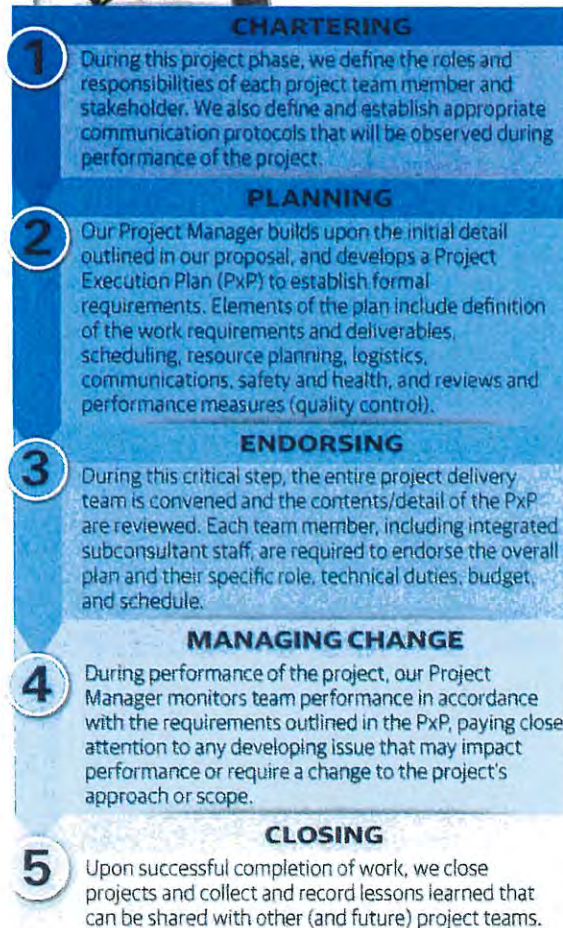 CHARTERING
1
During this project phase, we define the roles and
responsibilities of each project team member and
stakeholder. We also define and establish appropriate
communication protocols that will be observed during
performance of the project.
PLANNING
2
Our Project Manager builds upon the initial detail
outlined in our proposal, and develops a Project
Execution Plan (PxP) to establish formal
requirements. Elements of the plan include definition
of the work requirements and deliverables,
scheduling, resource planning, logistics,
communications, safety and health, and reviews and
performance measures (quality control).
ENDORSING
3
During this critical step, the entire project delivery
team is convened and the contents/detail of the PxP
are reviewed. Each team member, including integrated
subconsultant staff, are required to endorse the overall
plan and their specific role, technical duties, budget,
and schedule.
MANAGING CHANGE
4
During performance of the project, our Project
Manager monitors team performance in accordance
with the requirements outlined in the PxP, paying close
attention to any developing issue that may impact
performance or require a change to the project's
approach or scope.
CLOSING
5
Upon successful completion of work, we close
projects and collect and record lessons learned that
can be shared with other (and future) project teams.